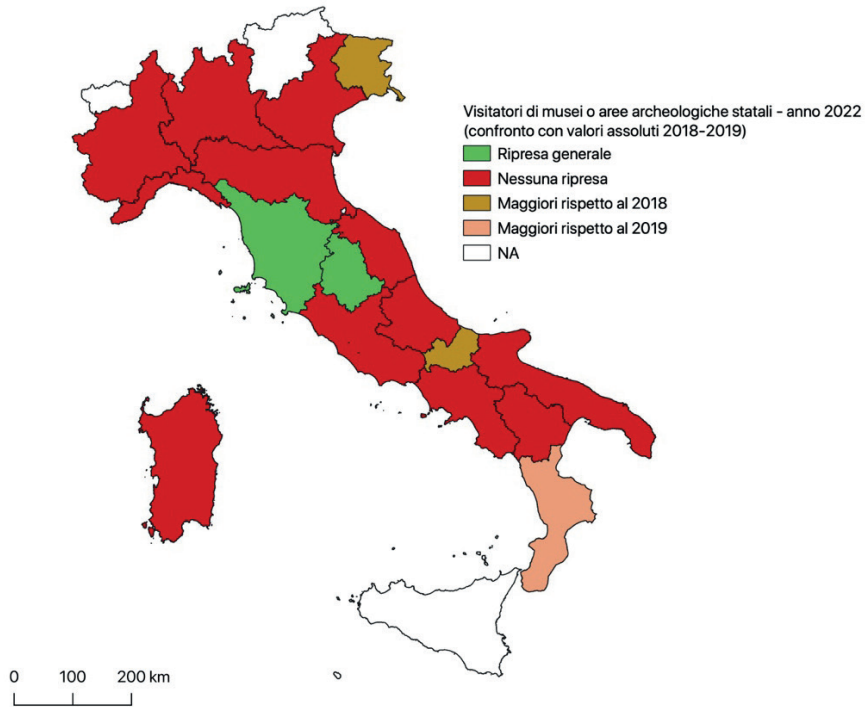 Visitatori di musei o aree archeologiche statali - anno 2022
(confronto con valori assoluti 2018-2019)
Ripresa generale
Nessuna ripresa
Maggiori rispetto al 2018
Maggiori rispetto al 2019
NA
0 100 200 km